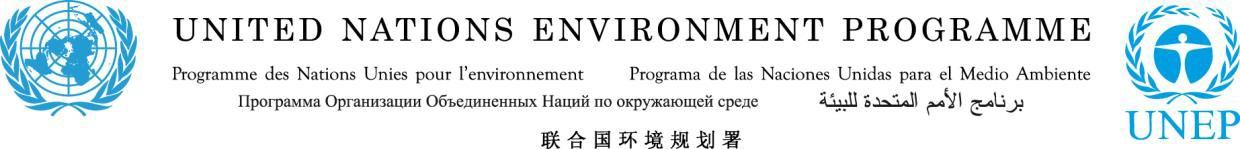 UNITED NATIONS ENVIRONMENT PROGRAMME
Programme des Nations Unies pour l'environnement Programa de las Naciones Unidas para el Medio Ambiente
Программа Организации Объединенных Наций по окружающей среде برنامج الأمم المتحدة للبيئة
联合国环境规划署
UNEP